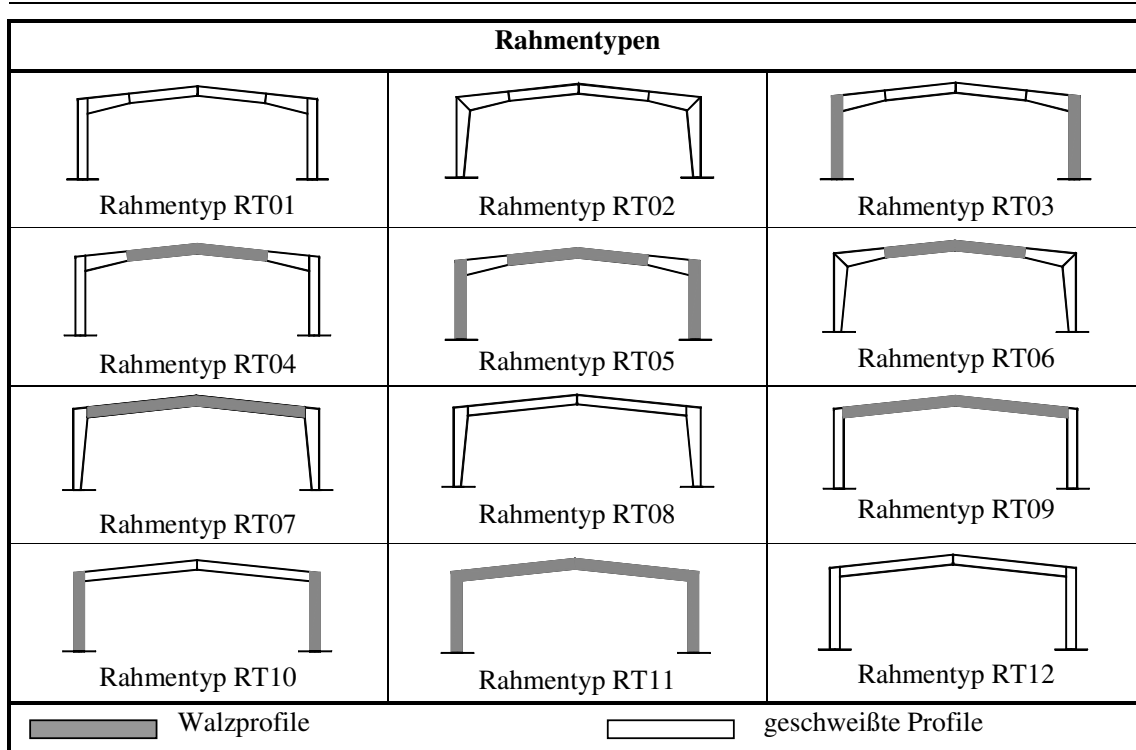 Rahmentypen
Rahmentyp RT01
Rahmentyp RT02
Rahmentyp RT03
Rahmentyp RT04
Rahmentyp RT05
Rahmentyp RT06
Rahmentyp RT07
Rahmentyp RT08
Rahmentyp RT09
Rahmentyp RT10
Rahmentyp RT11
Rahmentyp RT12
Walzprofile
geschweißte Profile